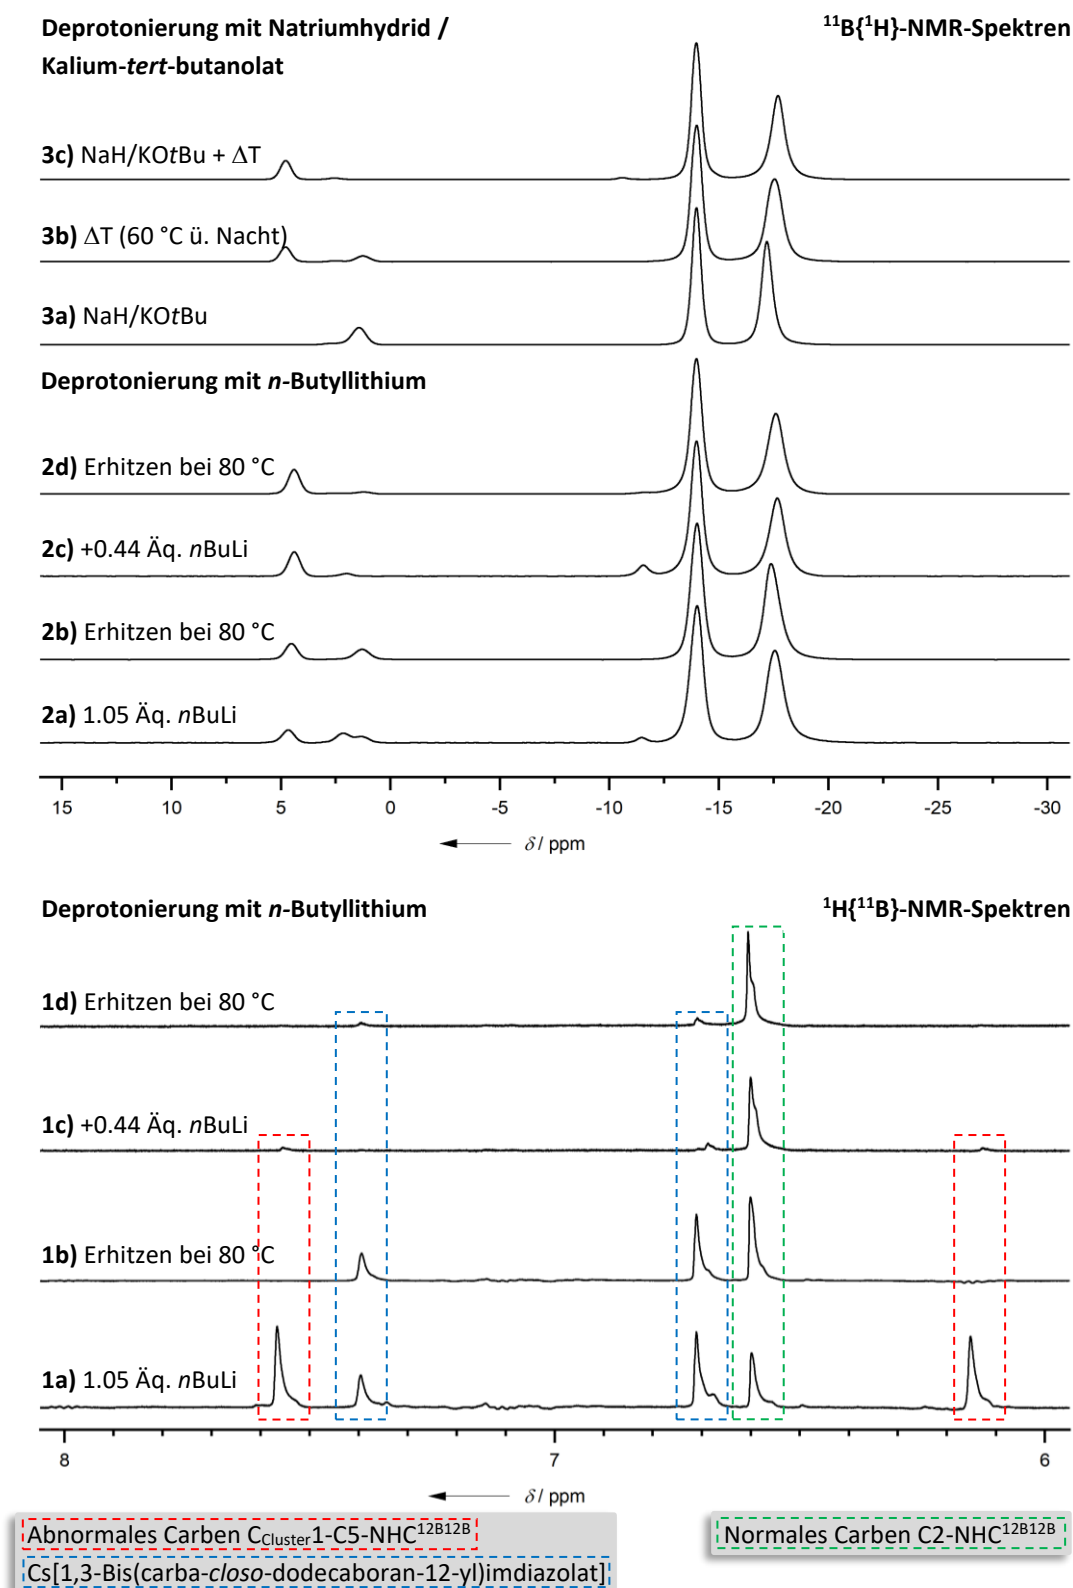 Deprotonierung mit Natriumhydrid /
Kalium-tert-butanolat
¹¹B{¹H}-NMR-Spektren
3c) NaH/KOtBu + ΔT
3b) ΔT (60 °C ü. Nacht)
3a) NaH/KOtBu
Deprotonierung mit n-Butyllithium
2d) Erhitzen bei 80 °C
2c) +0.44 Äq. nBuLi
2b) Erhitzen bei 80 °C
2a) 1.05 Äq. nBuLi
15 10 5 0 -5 -10 -15 -20 -25 -30
δ / ppm
Deprotonierung mit n-Butyllithium
¹H{¹¹B}-NMR-Spektren
1d) Erhitzen bei 80 °C
1c) +0.44 Äq. nBuLi
1b) Erhitzen bei 80 °C
1a) 1.05 Äq. nBuLi
8 7 6
δ / ppm
Abnormales Carben C_Cluster1-C5-NHC^12B12B
Normales Carben C2-NHC^12B12B
Cs[1,3-Bis(carba-closo-dodecaboran-12-yl)imdiazolat]